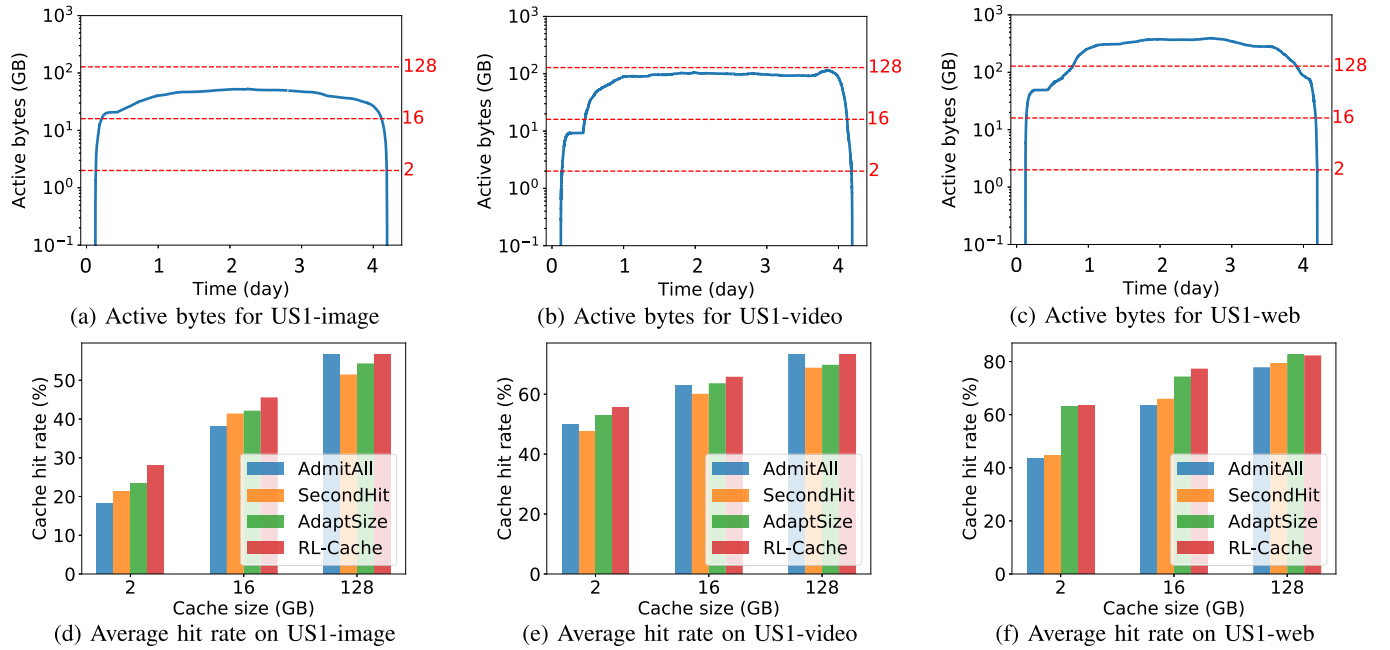 Active bytes (GB)
10³
10²
10¹
10⁰
10⁻¹
128
16
2
0 1 2 3 4
Time (day)
(a) Active bytes for US1-image
Active bytes (GB)
10³
10²
10¹
10⁰
10⁻¹
128
16
2
0 1 2 3 4
Time (day)
(b) Active bytes for US1-video
Active bytes (GB)
10³
10²
10¹
10⁰
10⁻¹
128
16
2
0 1 2 3 4
Time (day)
(c) Active bytes for US1-web
Cache hit rate (%)
50
40
30
20
10
0
AdmitAll
SecondHit
AdaptSize
RL-Cache
2 16 128
Cache size (GB)
(d) Average hit rate on US1-image
Cache hit rate (%)
60
40
20
0
AdmitAll
SecondHit
AdaptSize
RL-Cache
2 16 128
Cache size (GB)
(e) Average hit rate on US1-video
Cache hit rate (%)
80
60
40
20
0
AdmitAll
SecondHit
AdaptSize
RL-Cache
2 16 128
Cache size (GB)
(f) Average hit rate on US1-web